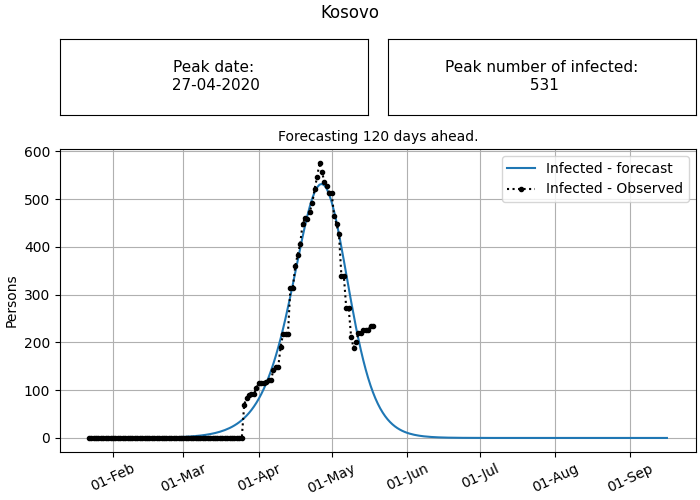 Kosovo
Peak date:
27-04-2020
Peak number of infected:
531
Forecasting 120 days ahead.
Infected - forecast
Infected - Observed
Persons
600
500
400
300
200
100
0
01-Feb
01-Mar
01-Apr
01-May
01-Jun
01-Jul
01-Aug
01-Sep